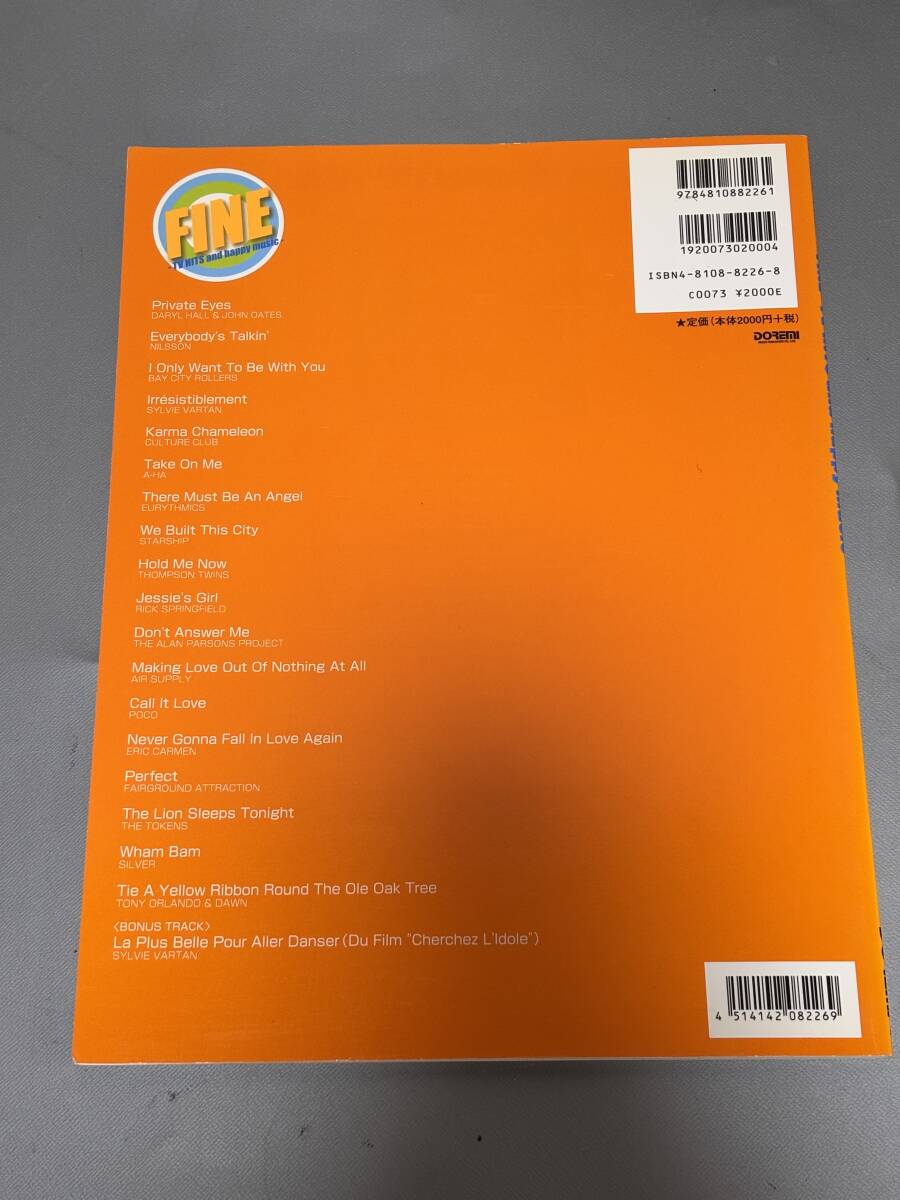 FINE
- TV HITS and happy music -
9784810882261
1920073020004
ISBN4-8108-8226-8
C0073 ¥2000E
★定価(本体2000円+税)
DOREMI
Private Eyes
DARYL HALL & JOHN OATES
Everybody's Talkin'
NILSSON
I Only Want To Be With You
BAY CITY ROLLERS
Irrésistiblement
SYLVIE VARTAN
Karma Chameleon
CULTURE CLUB
Take On Me
A-HA
There Must Be An Angel
EURYTHMICS
We Built This City
STARSHIP
Hold Me Now
THOMPSON TWINS
Jessie's Girl
RICK SPRINGFIELD
Don't Answer Me
THE ALAN PARSONS PROJECT
Making Love Out Of Nothing At All
AIR SUPPLY
Call It Love
POCO
Never Gonna Fall In Love Again
ERIC CARMEN
Perfect
FAIRGROUND ATTRACTION
The Lion Sleeps Tonight
THE TOKENS
Wham Bam
SILVER
Tie A Yellow Ribbon Round The Ole Oak Tree
TONY ORLANDO & DAWN
〈BONUS TRACK〉
La Plus Belle Pour Aller Danser (Du Film "Cherchez L'Idole")
SYLVIE VARTAN
4 514142 082269